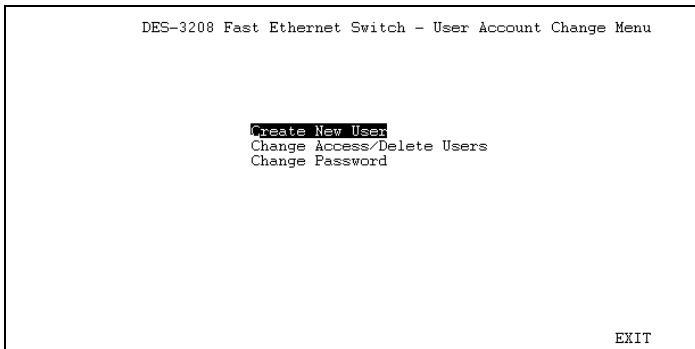 DES-3208 Fast Ethernet Switch - User Account Change Menu
Create New User
Change Access/Delete Users
Change Password
EXIT